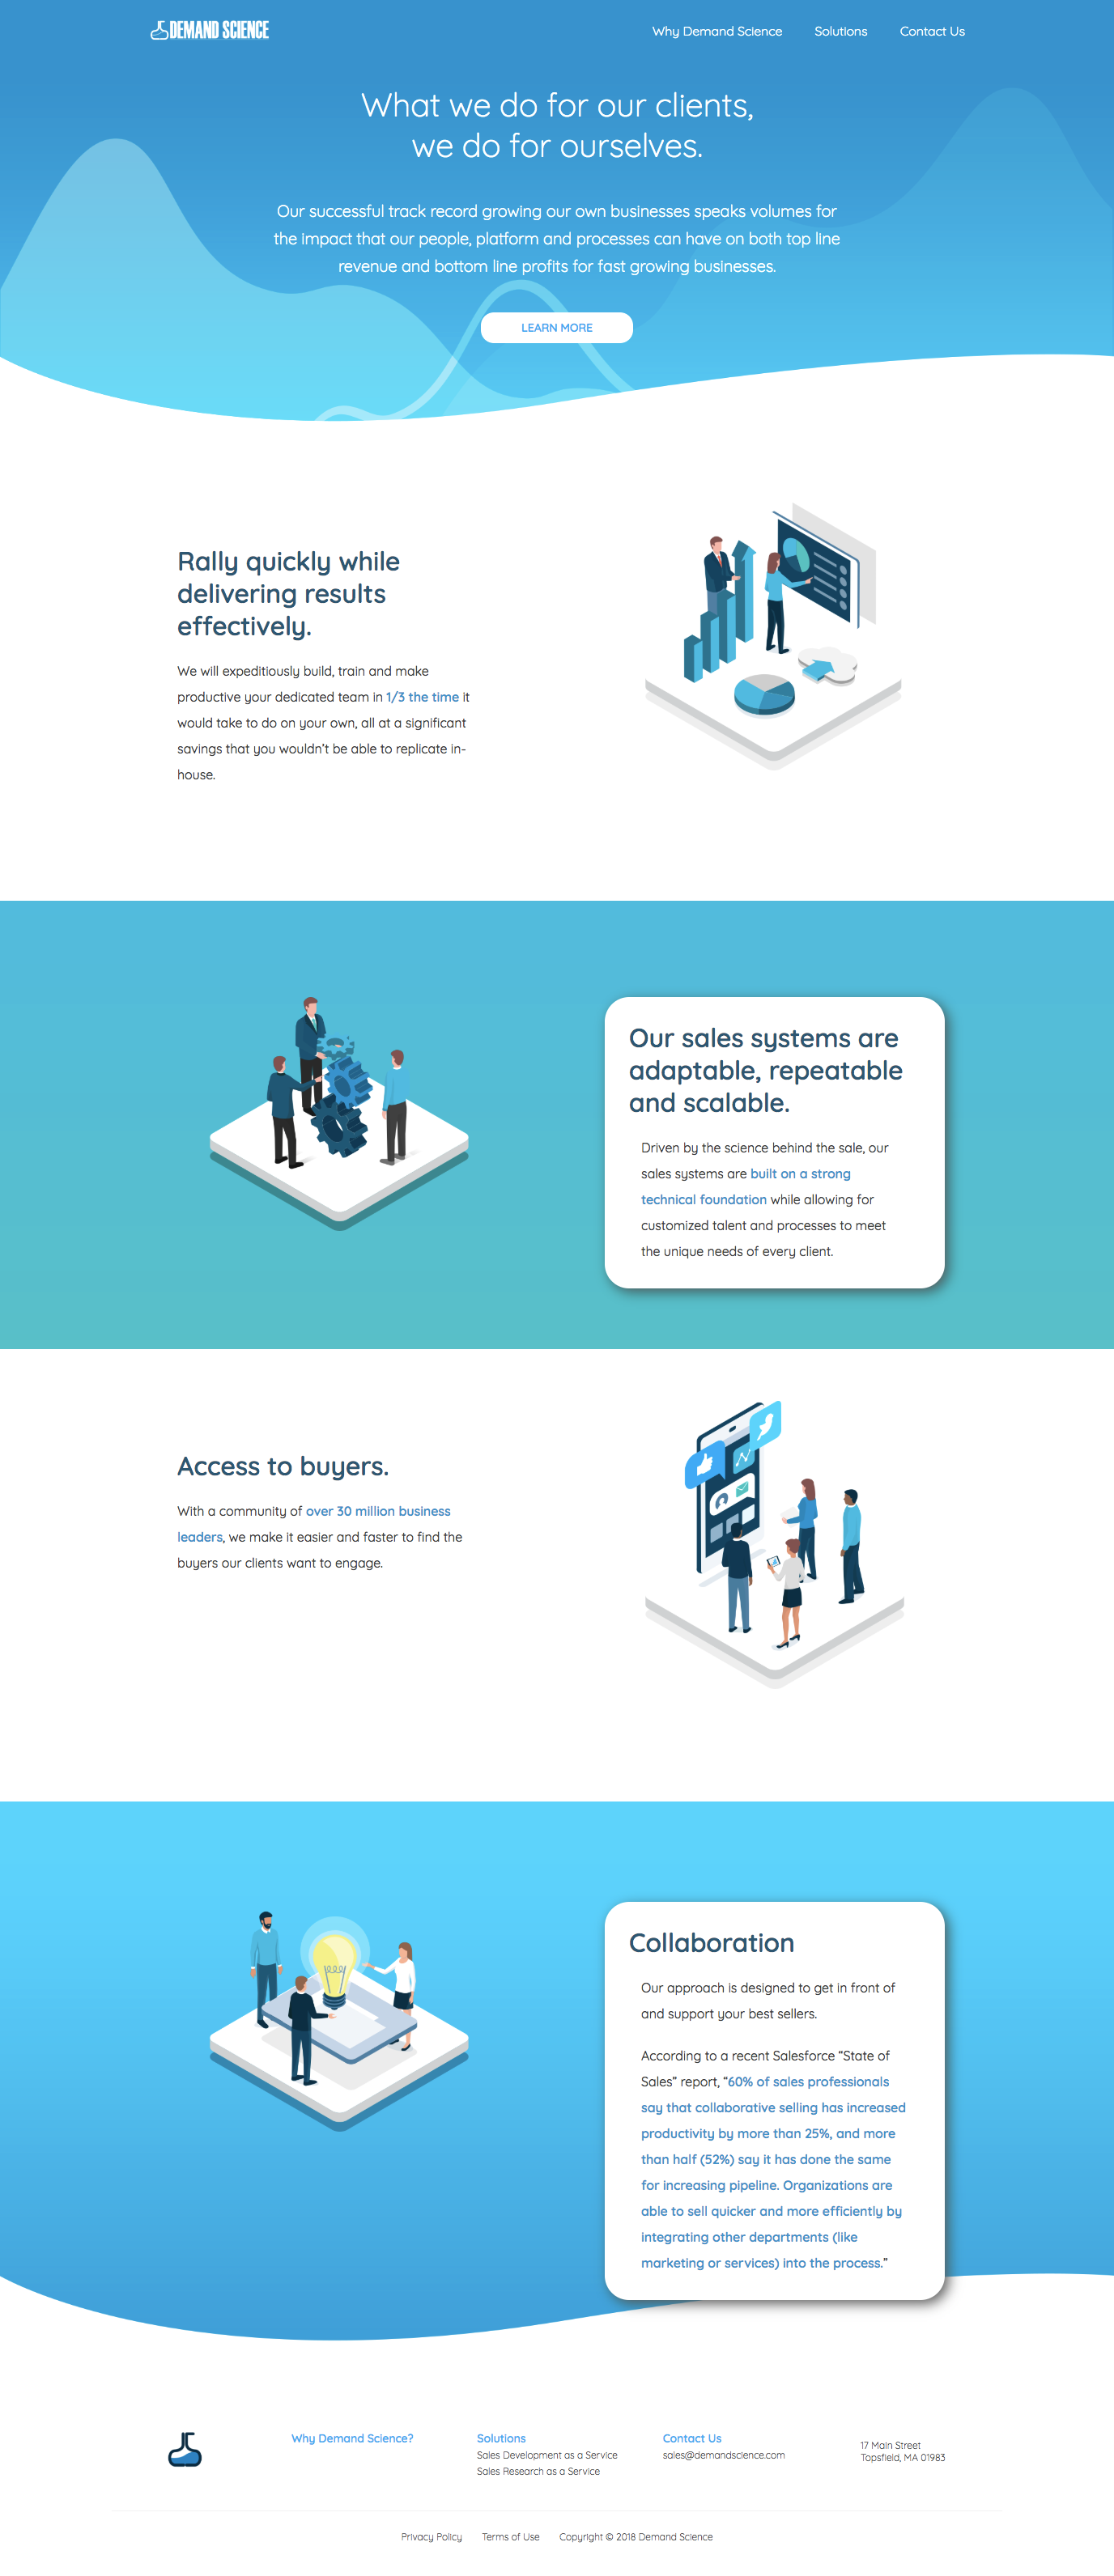 DEMAND SCIENCE
Why Demand Science
Solutions
Contact Us
What we do for our clients,
we do for ourselves.
Our successful track record growing our own businesses speaks volumes for
the impact that our people, platform and processes can have on both top line
revenue and bottom line profits for fast growing businesses.
LEARN MORE
Rally quickly while
delivering results
effectively.
We will expeditiously build, train and make
productive your dedicated team in 1/3 the time it
would take to do on your own, all at a significant
savings that you wouldn't be able to replicate in-
house.
Our sales systems are
adaptable, repeatable
and scalable.
Driven by the science behind the sale, our
sales systems are built on a strong
technical foundation while allowing for
customized talent and processes to meet
the unique needs of every client.
Access to buyers.
With a community of over 30 million business
leaders, we make it easier and faster to find the
buyers our clients want to engage.
Collaboration
Our approach is designed to get in front of
and support your best sellers.
According to a recent Salesforce “State of
Sales” report, “60% of sales professionals
say that collaborative selling has increased
productivity by more than 25%, and more
than half (52%) say it has done the same
for increasing pipeline. Organizations are
able to sell quicker and more efficiently by
integrating other departments (like
marketing or services) into the process.”
Why Demand Science?
Solutions
Sales Development as a Service
Sales Research as a Service
Contact Us
sales@demandscience.com
17 Main Street
Topsfield, MA 01983
Privacy Policy
Terms of Use
Copyright © 2018 Demand Science